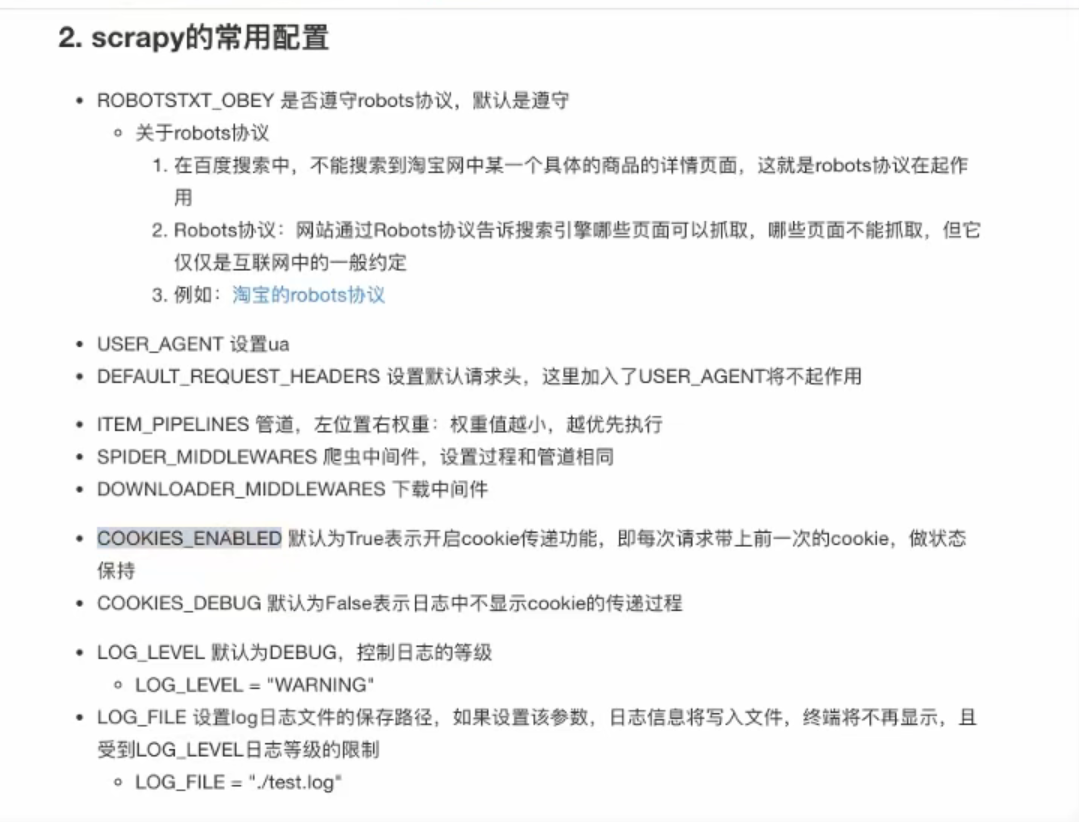 2. scrapy的常用配置
• ROBOTSTXT_OBEY 是否遵守robots协议，默认是遵守
◦ 关于robots协议
1. 在百度搜索中，不能搜索到淘宝网中某一个具体的商品的详情页面，这就是robots协议在起作
用
2. Robots协议：网站通过Robots协议告诉搜索引擎哪些页面可以抓取，哪些页面不能抓取，但它
仅仅是互联网中的一般约定
3. 例如：淘宝的robots协议
• USER_AGENT 设置ua
• DEFAULT_REQUEST_HEADERS 设置默认请求头，这里加入了USER_AGENT将不起作用
• ITEM_PIPELINES 管道，左位置右权重：权重值越小，越优先执行
• SPIDER_MIDDLEWARES 爬虫中间件，设置过程和管道相同
• DOWNLOADER_MIDDLEWARES 下载中间件
• COOKIES_ENABLED 默认为True表示开启cookie传递功能，即每次请求带上前一次的cookie，做状态
保持
• COOKIES_DEBUG 默认为False表示日志中不显示cookie的传递过程
• LOG_LEVEL 默认为DEBUG，控制日志的等级
◦ LOG_LEVEL = "WARNING"
• LOG_FILE 设置log日志文件的保存路径，如果设置该参数，日志信息将写入文件，终端将不再显示，且
受到LOG_LEVEL日志等级的限制
◦ LOG_FILE = "./test.log"